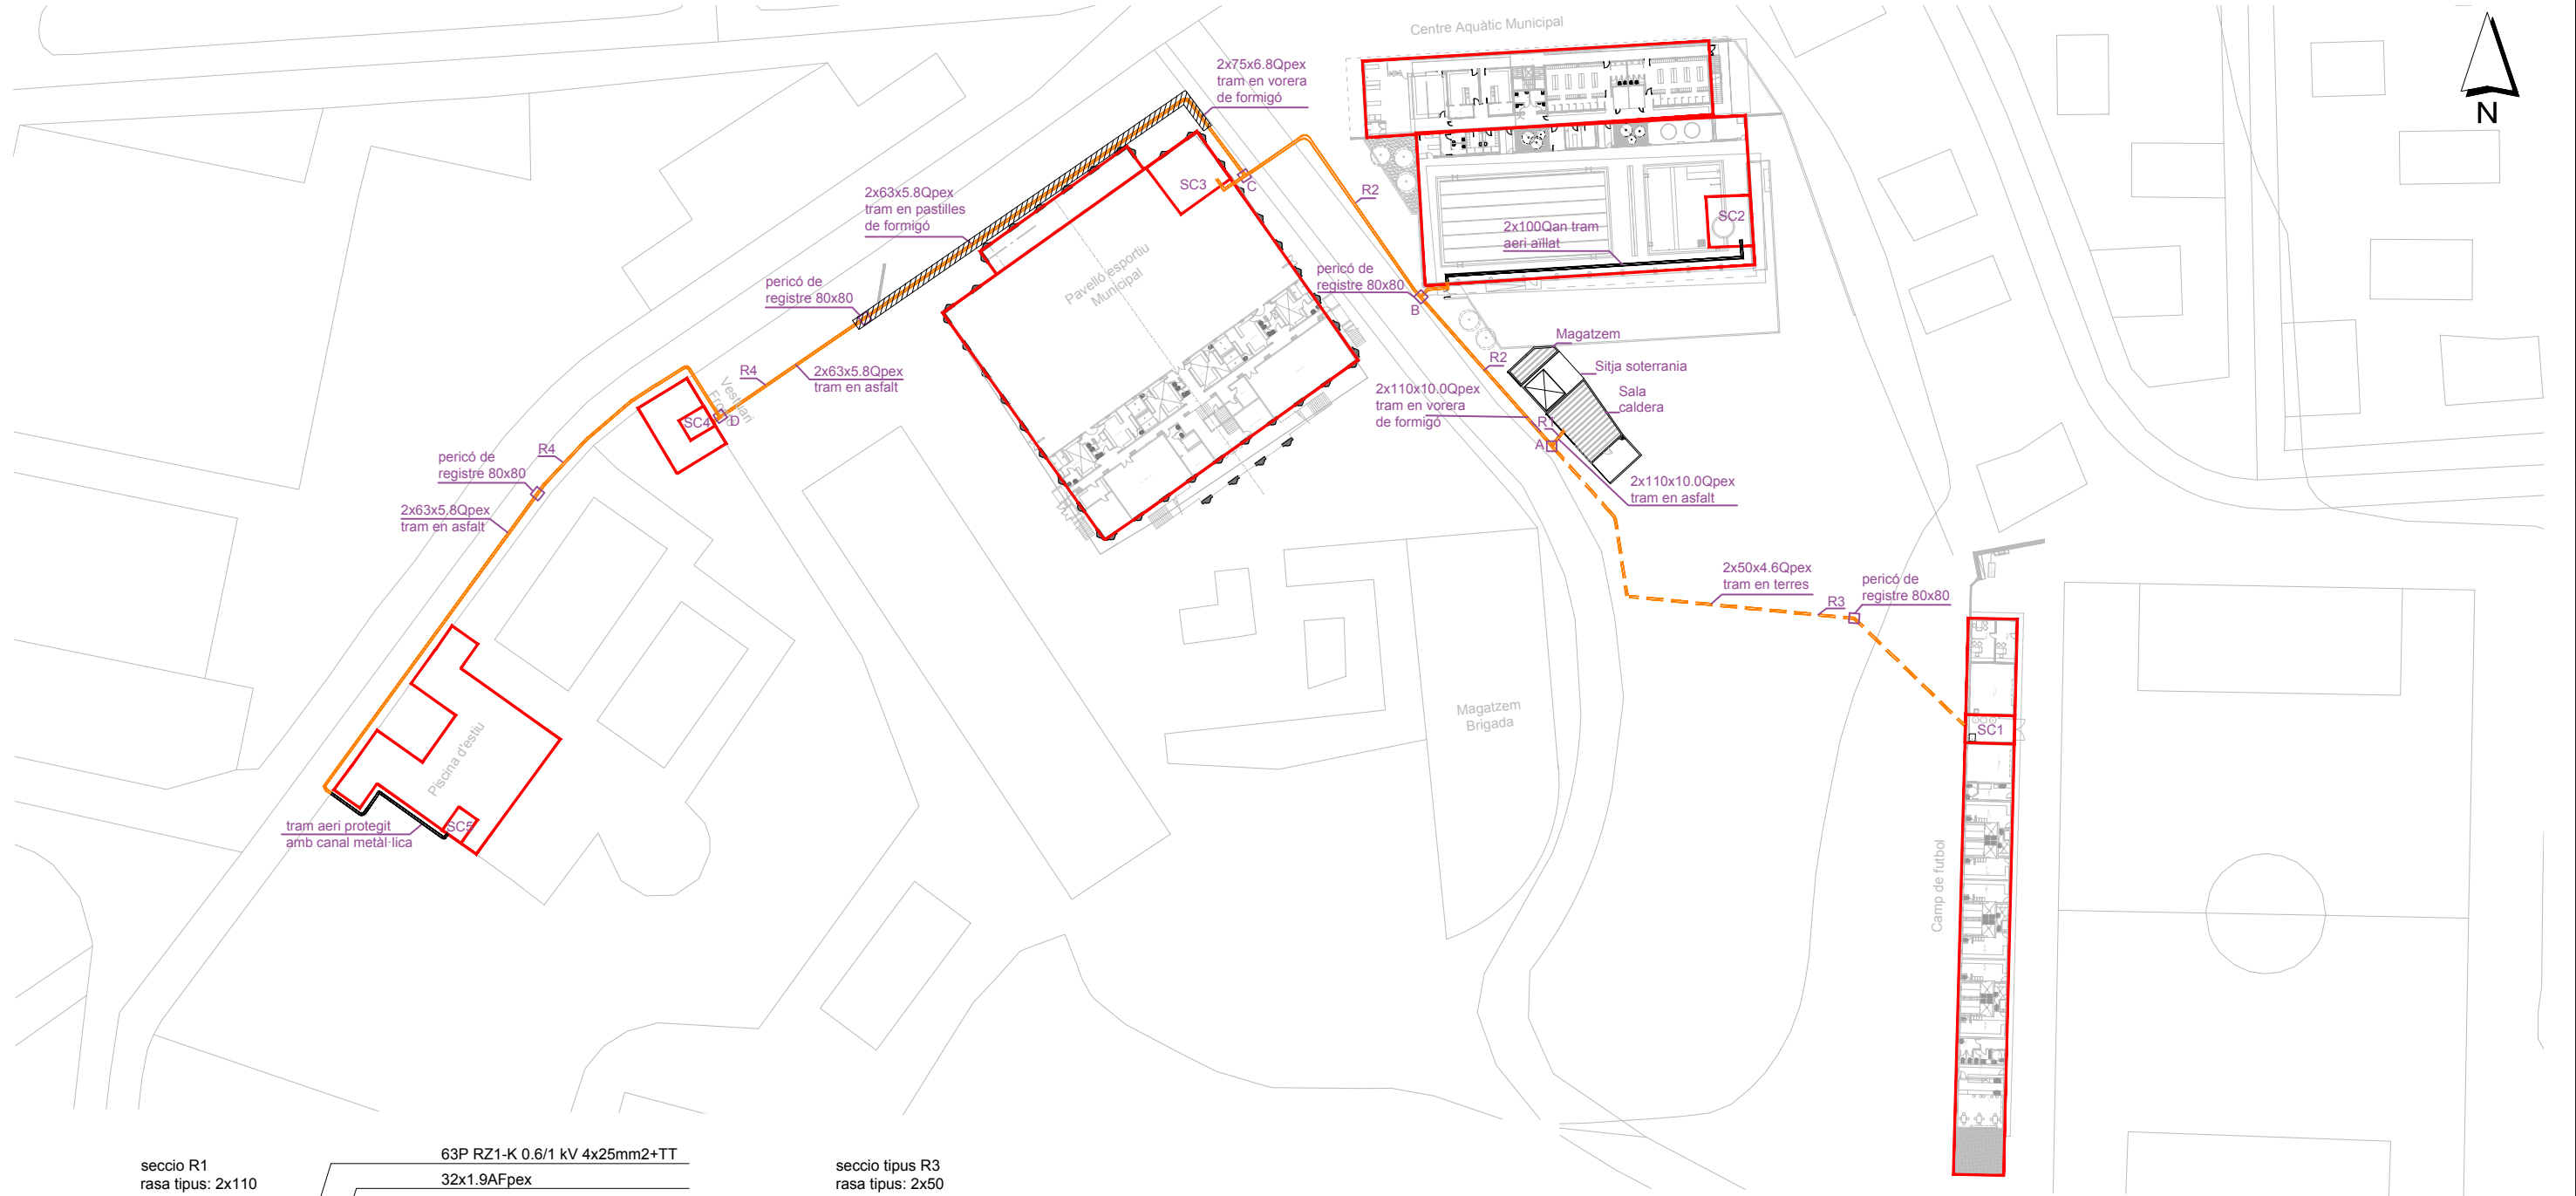 Centre Aquàtic Municipal
N
2x75x6.8Qpex
tram en vorera
de formigó
SC3
C
R2
2x63x5.8Qpex
tram en pastilles
de formigó
SC2
2x100Qan tram
aeri aïllat
Pavelló esportiu
Municipal
pericó de
registre 80x80
pericó de
registre 80x80
B
Magatzem
R2
Sitja soterrania
Sala
caldera
2x110x10.0Qpex
tram en vorera
de formigó
R1
A
R4
2x63x5.8Qpex
tram en asfalt
Vestuari
SC4
D
R4
pericó de
registre 80x80
2x63x5.8Qpex
tram en asfalt
2x110x10.0Qpex
tram en asfalt
2x50x4.6Qpex
tram en terres
R3
pericó de
registre 80x80
Magatzem
Brigada
SC1
Piscina d'estiu
SC5
tram aeri protegit
amb canal metàl·lica
Camp de futbol
seccio R1
rasa tipus: 2x110
63P RZ1-K 0.6/1 kV 4x25mm2+TT
32x1.9AFpex
seccio tipus R3
rasa tipus: 2x50